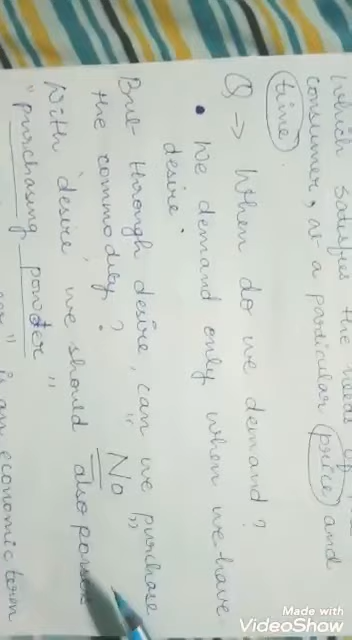 which satisfies the need of
consumer, at a particular price and
time
Q → When do we demand?
• We demand only when we have
desire.
But through desire, can we purchase
the commodity? "No"
With 'desire' we should also posses
"purchasing powder"
is an economic term
Made with
VideoShow